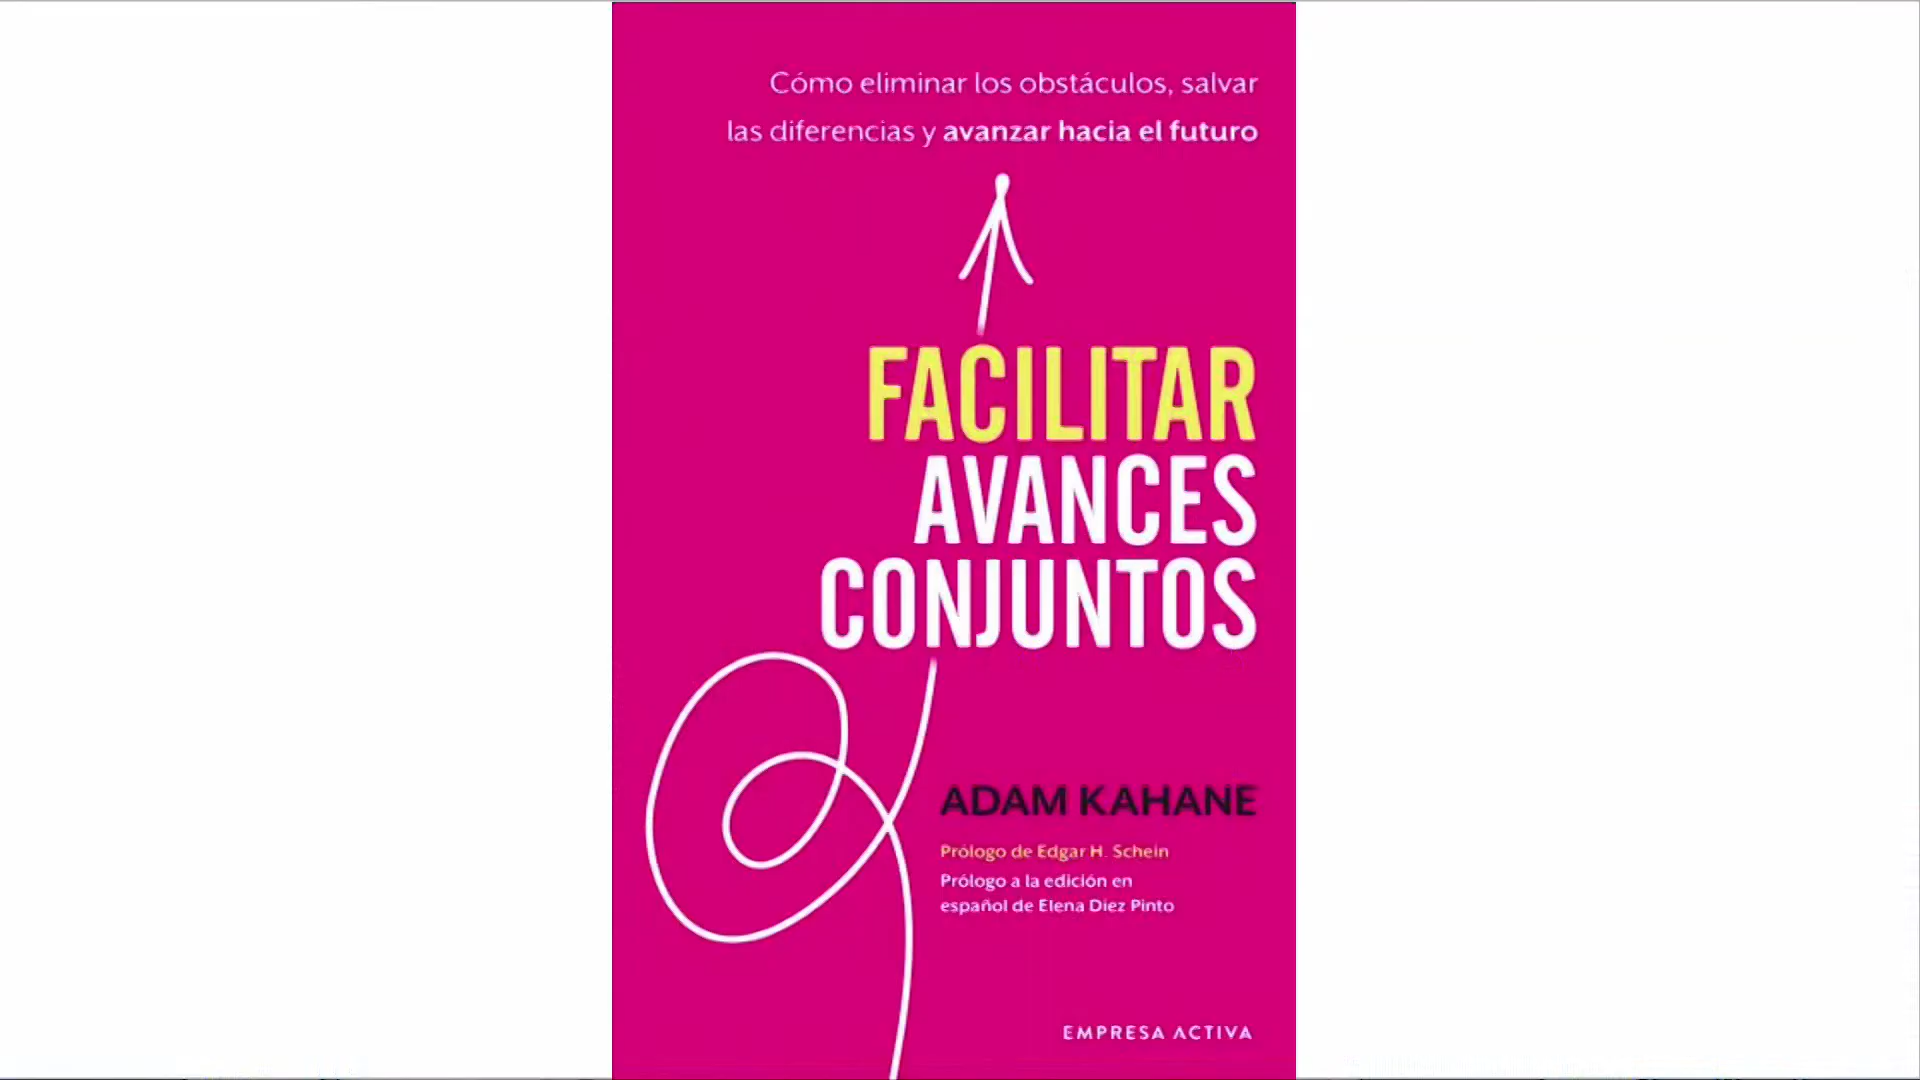 Cómo eliminar los obstáculos, salvar
las diferencias y avanzar hacia el futuro
FACILITAR
AVANCES
CONJUNTOS
ADAM KAHANE
Prólogo de Edgar H. Schein
Prólogo a la edición en
español de Elena Díez Pinto
EMPRESA ACTIVA